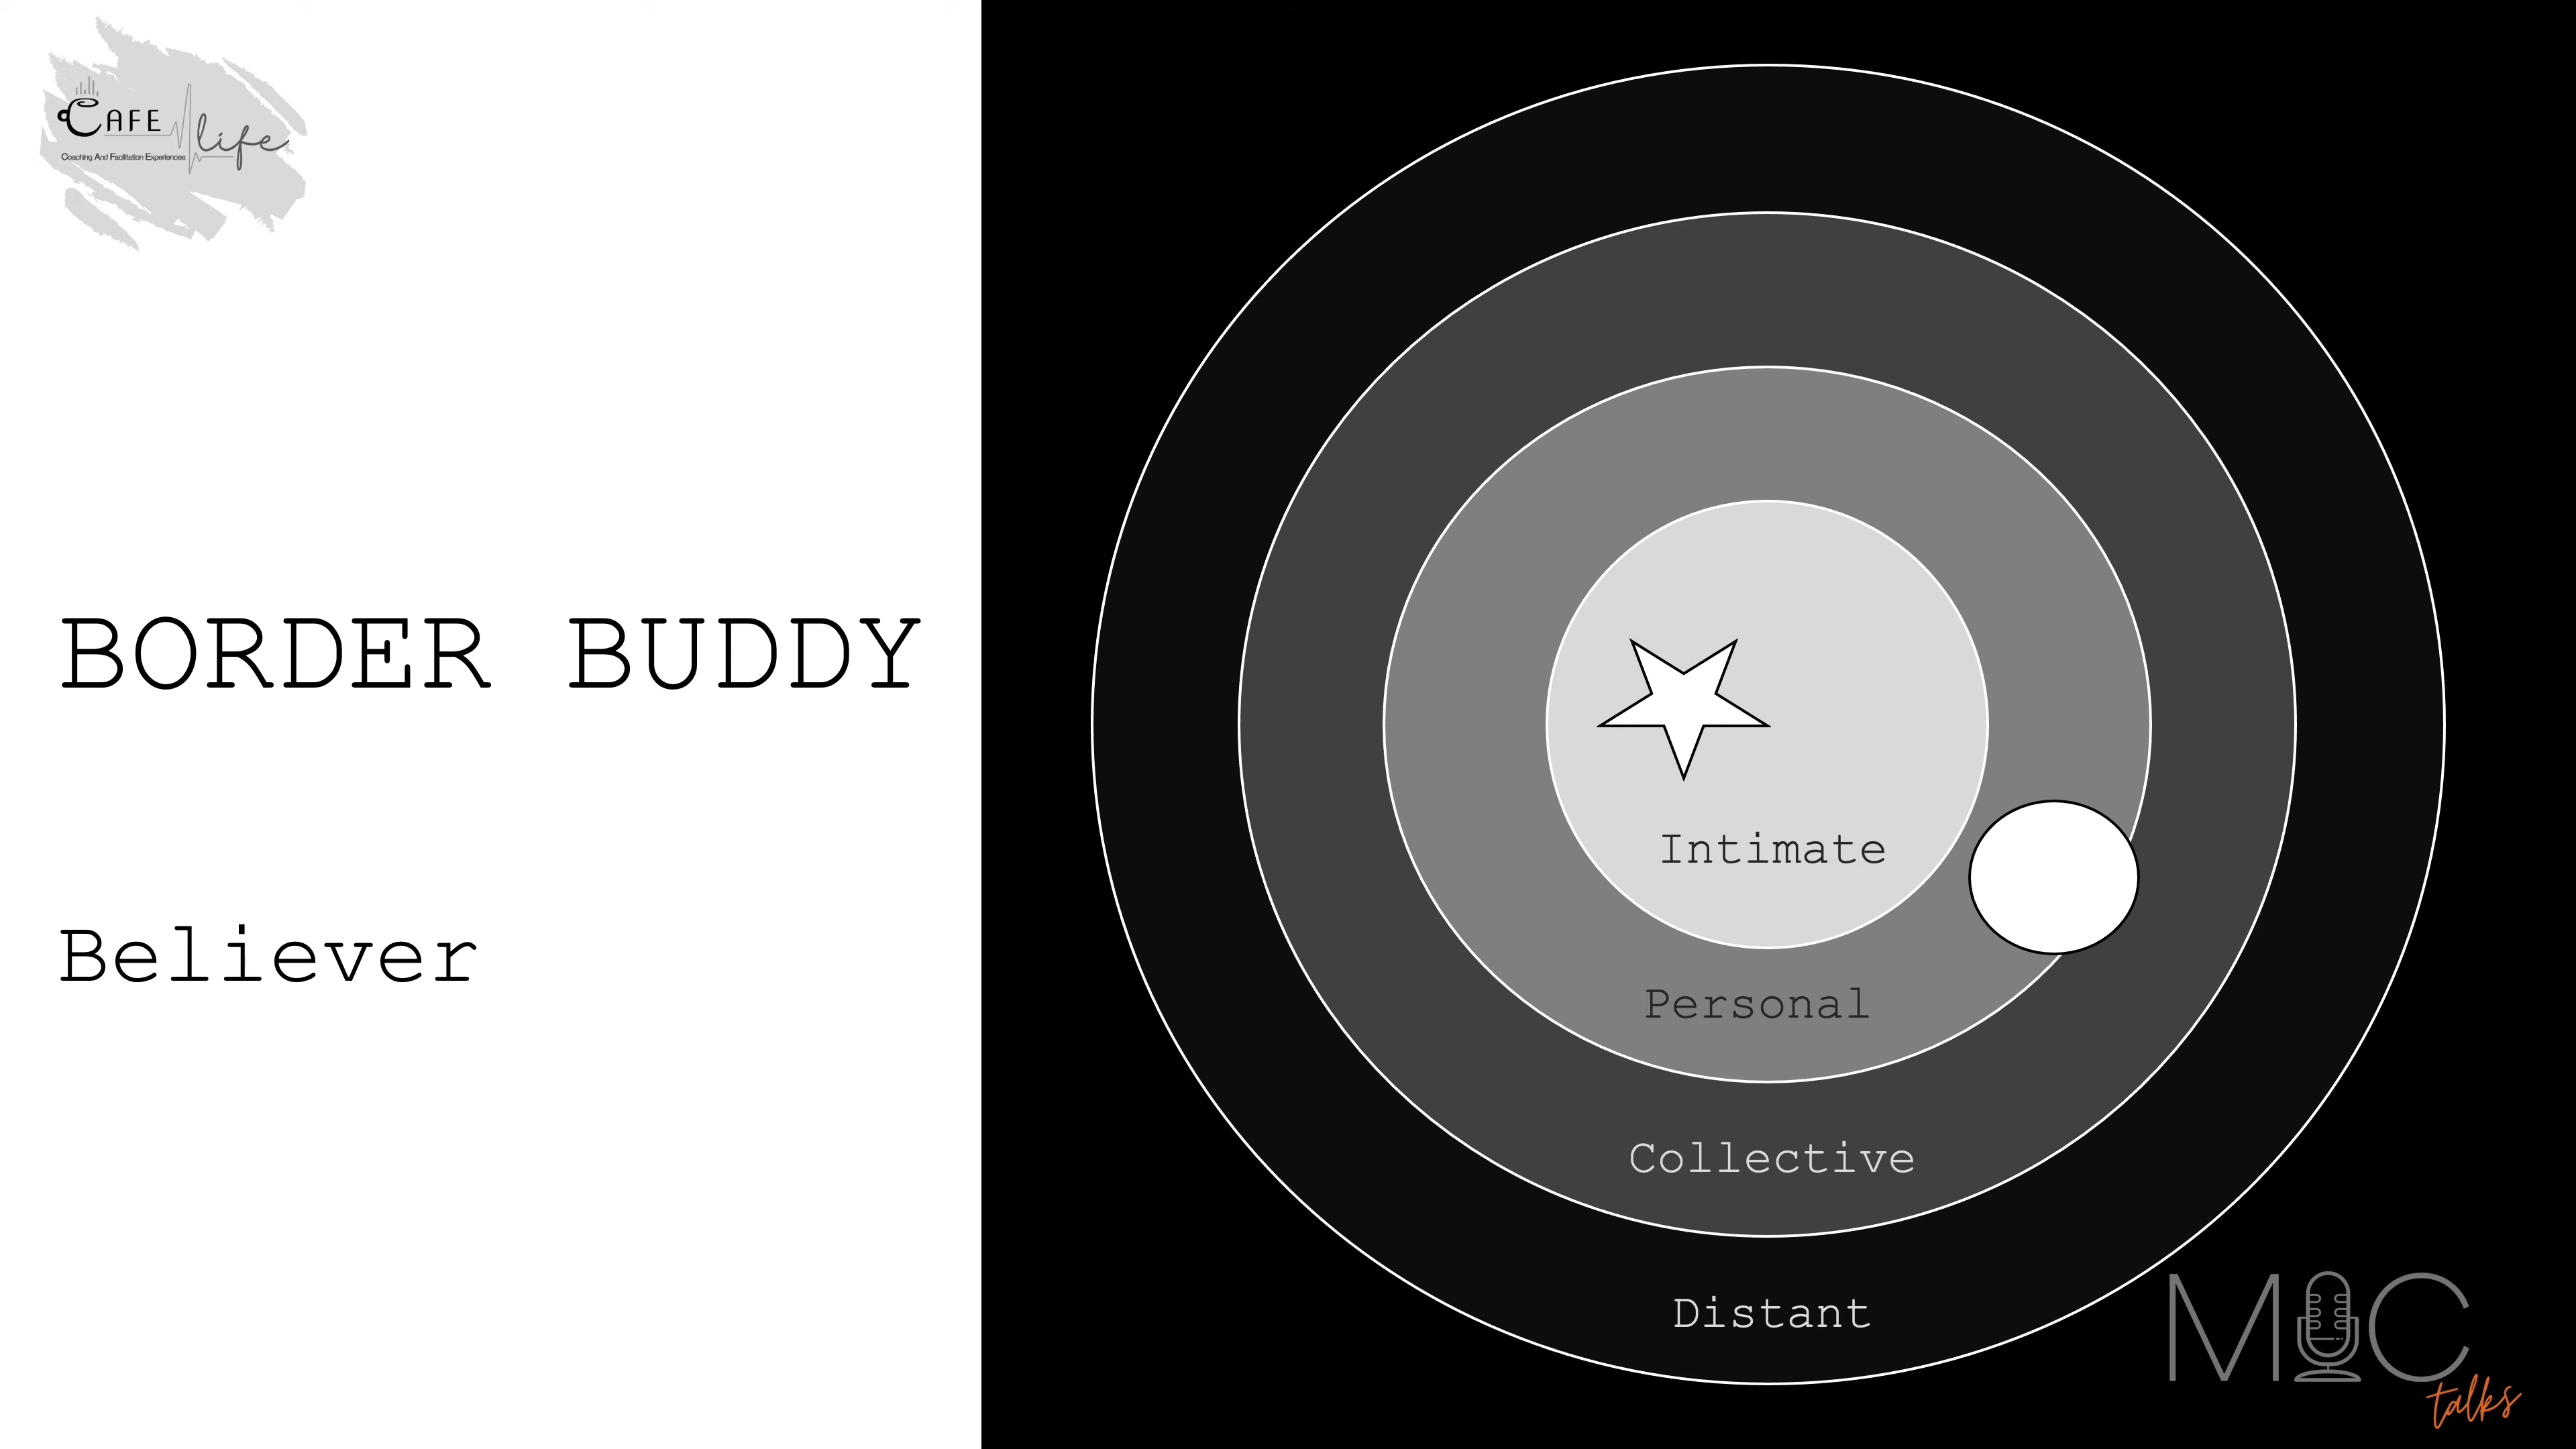 CAFE life
Coaching And Facilitation Experiences
BORDER BUDDY
Believer
Intimate
Personal
Collective
Distant
MIC
talks